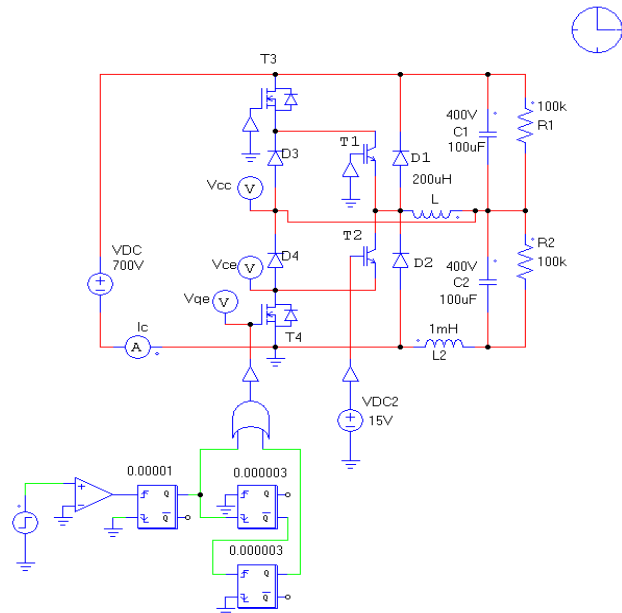 T3
100k
R1
400V
C1
100uF
D3
T1
D1
200uH
L
Vcc
V
T2
R2
100k
VDC
700V
Vce
V
D4
D2
400V
C2
100uF
Vqe
V
Ic
A
T4
1mH
L2
VDC2
15V
0.00001
0.000003
Q
Q
Q
Q
0.000003
Q
Q